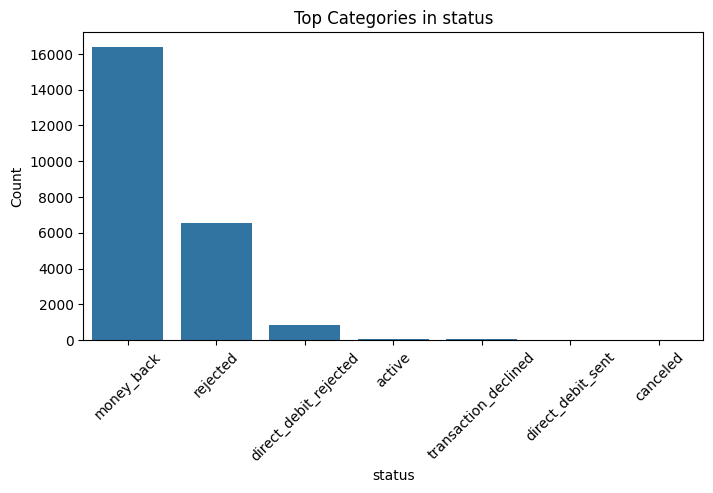 Top Categories in status
Count
16000
14000
12000
10000
8000
6000
4000
2000
0
money_back
rejected
direct_debit_rejected
active
transaction_declined
direct_debit_sent
canceled
status